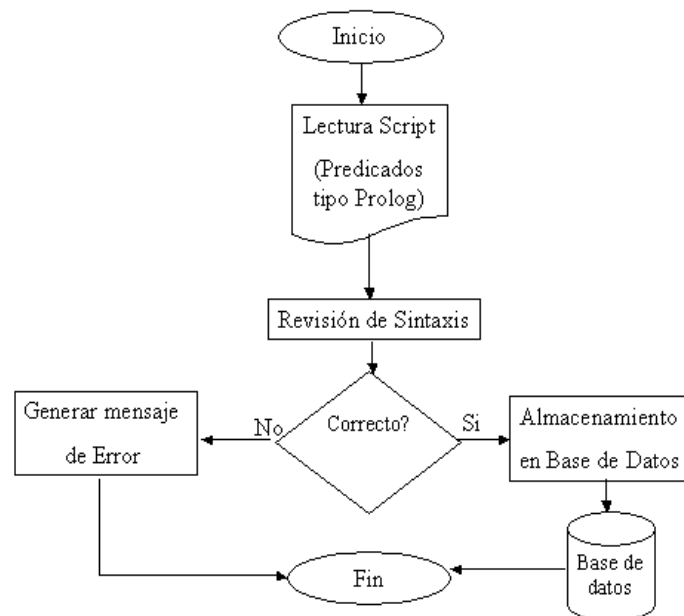 Inicio
Lectura Script
(Predicados
tipo Prolog)
Revisión de Sintaxis
Generar mensaje
de Error
No
Correcto?
Si
Almacenamiento
en Base de Datos
Fin
Base de
datos